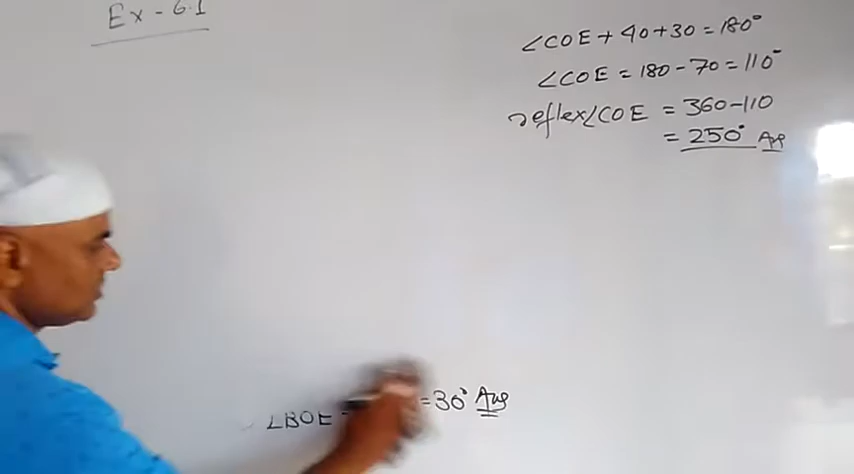 Ex - 6.1
∠COE + 40 + 30 = 180°
∠COE = 180 - 70 = 110°
reflex∠COE = 360 - 110
= 250° Ans
∠BOE = 30° Ans